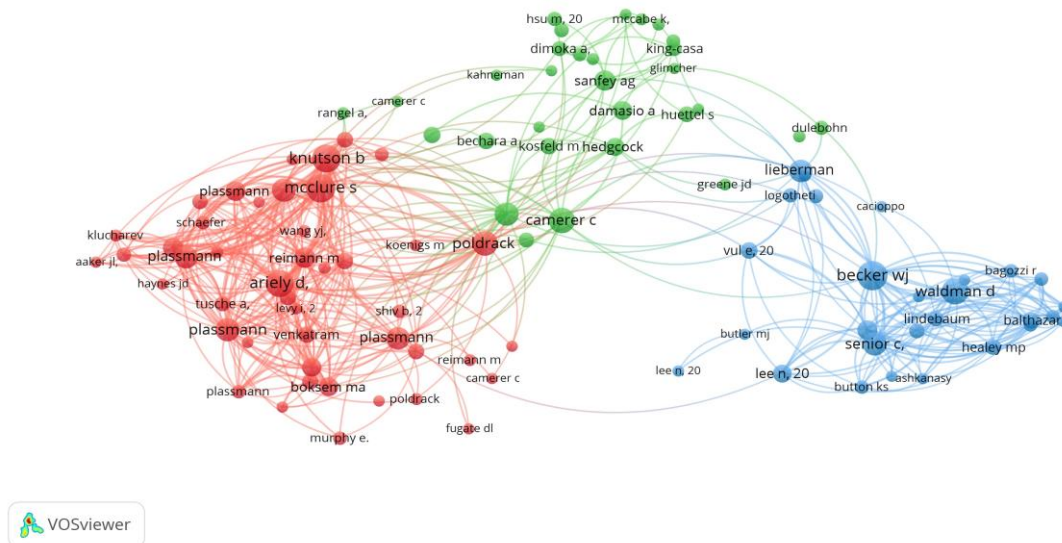 hsu m, 20
mccabe k,
dimoka a,
king-casa
kahneman
sanfey ag
glimcher
rangel a,
camerer c
damasio a
huettel s
dulebohn
bechara a
kosfeld m
hedgcock
knutson b
lieberman
plassmann
mcclure s
greene jd
logotheti
cacioppo
schaefer
camerer c
klucharev
wang yj,
koenigs m
poldrack
vul e, 20
aaker jl,
plassmann
reimann m
becker wj
bagozzi r
haynes jd
ariely d,
waldman d
tusche a,
levy i, 2
shiv b, 2
lindebaum
balthazar
plassmann
venkatram
plassmann
butler mj
senior c,
healey mp
reimann m
lee n, 20
lee n, 20
ashkanasy
plassmann
boksem ma
camerer c
button ks
poldrack
murphy e.
fugate dl
VOSviewer